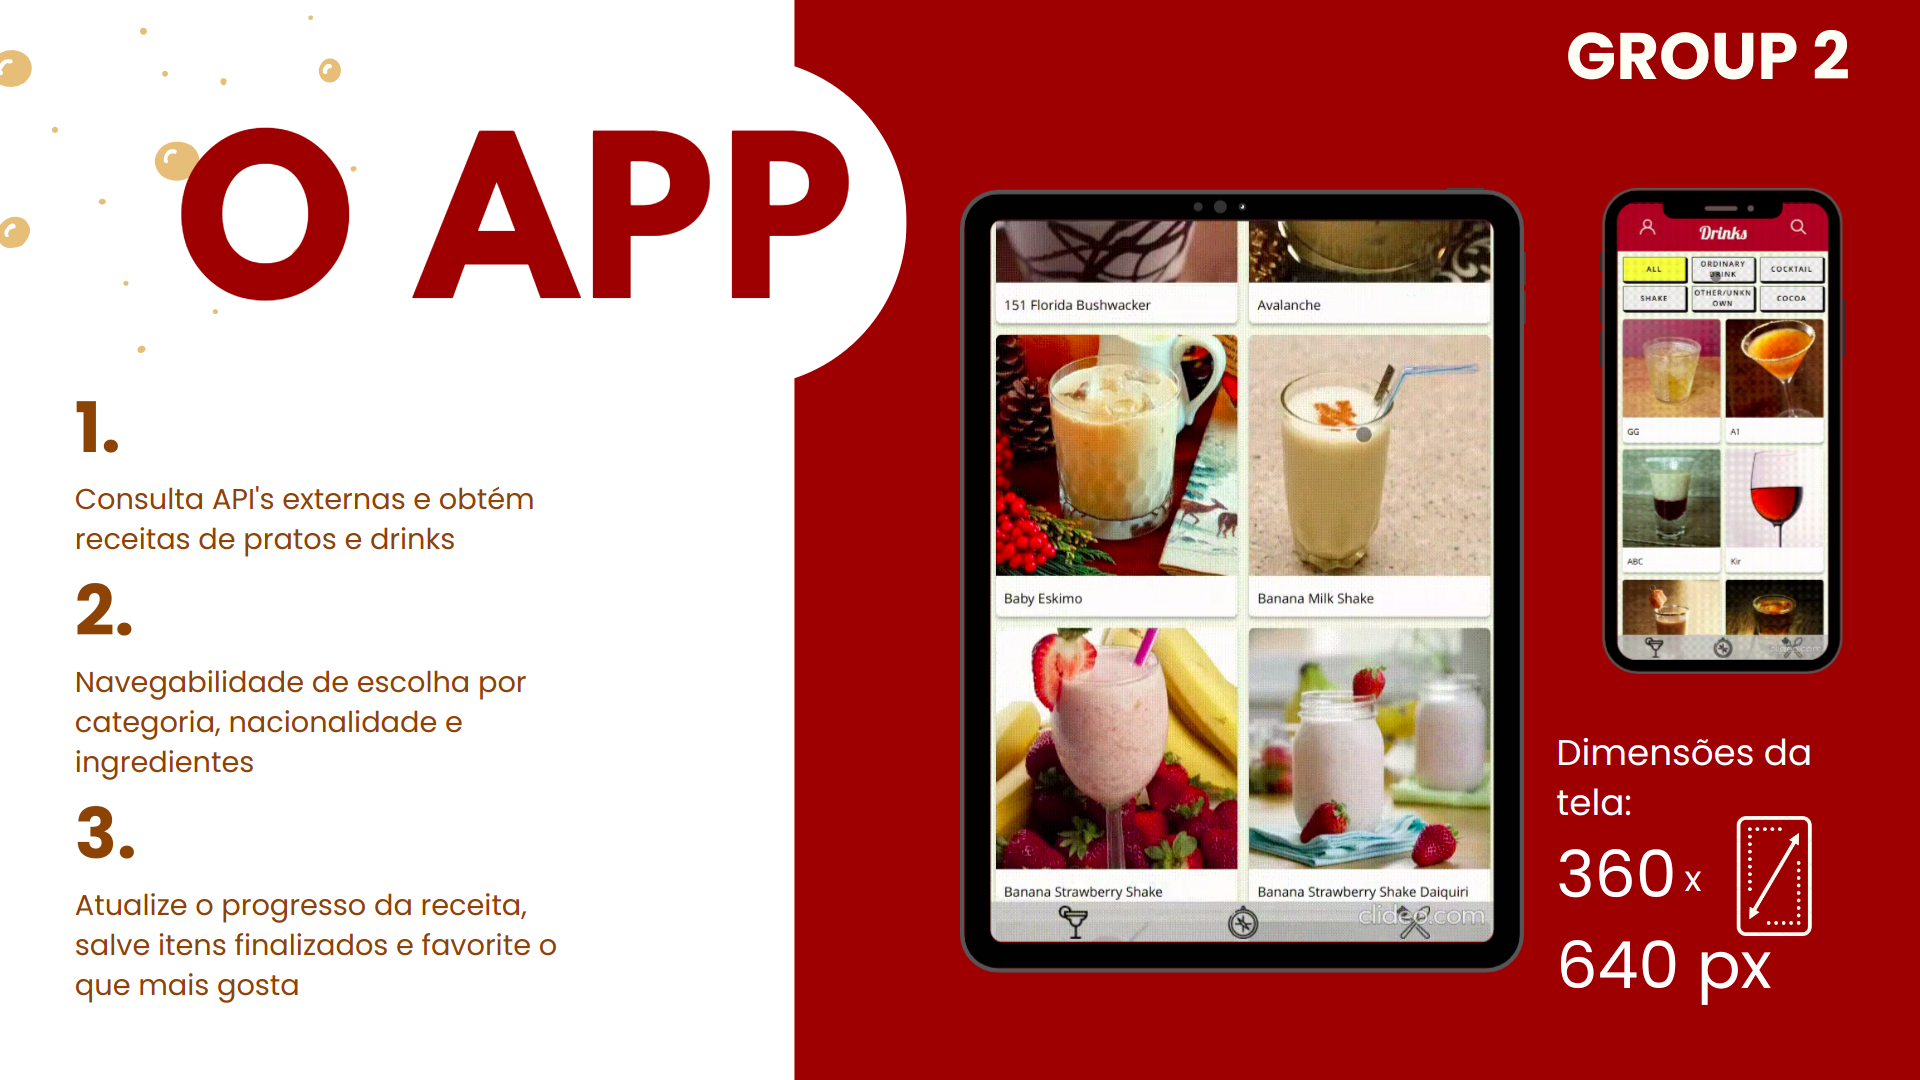 GROUP 2
O APP
1.
Consulta API's externas e obtém
receitas de pratos e drinks
2.
Navegabilidade de escolha por
categoria, nacionalidade e
ingredientes
3.
Atualize o progresso da receita,
salve itens finalizados e favorite o
que mais gosta
151 Florida Bushwacker
Avalanche
Baby Eskimo
Banana Milk Shake
Banana Strawberry Shake
Banana Strawberry Shake Daiquiri
clideo.com
Drinks
ALL
ORDINARY
DRINK
COCKTAIL
SHAKE
OTHER/UNKN
OWN
COCOA
GG
A1
ABC
Kir
clideo.com
Dimensões da
tela:
360 x
640 px